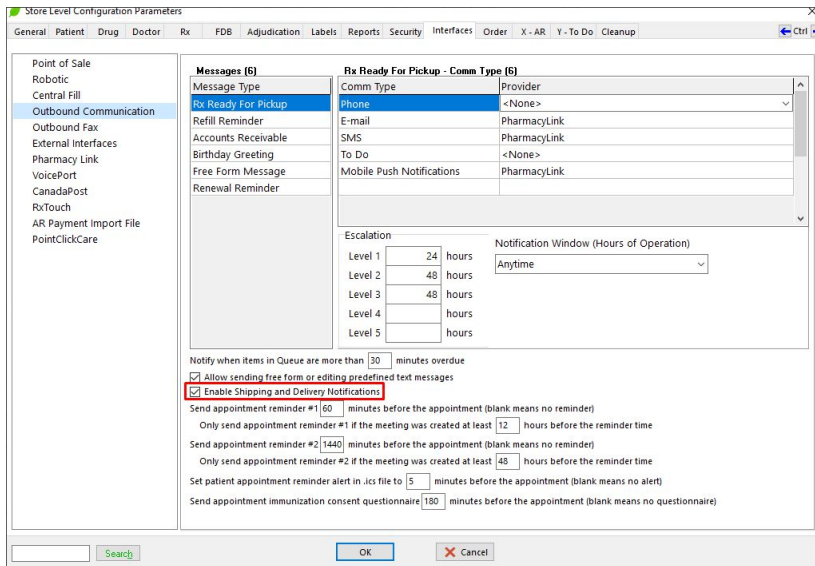 Store Level Configuration Parameters
General Patient Drug Doctor Rx FDB Adjudication Labels Reports Security Interfaces Order X - AR Y - To Do Cleanup Ctrl
Point of Sale
Robotic
Central Fill
Outbound Communication
Outbound Fax
External Interfaces
Pharmacy Link
VoicePort
CanadaPost
RxTouch
AR Payment Import File
PointClickCare
Messages (6)
Message Type
Rx Ready For Pickup
Refill Reminder
Accounts Receivable
Birthday Greeting
Free Form Message
Renewal Reminder
Rx Ready For Pickup - Comm Type (6)
Comm Type Provider
Phone <None>
E-mail PharmacyLink
SMS PharmacyLink
To Do <None>
Mobile Push Notifications PharmacyLink
Escalation
Level 1 24 hours
Level 2 48 hours
Level 3 48 hours
Level 4 hours
Level 5 hours
Notification Window (Hours of Operation)
Anytime
Notify when items in Queue are more than 30 minutes overdue
Allow sending free form or editing predefined text messages
Enable Shipping and Delivery Notifications
Send appointment reminder #1 60 minutes before the appointment (blank means no reminder)
Only send appointment reminder #1 if the meeting was created at least 12 hours before the reminder time
Send appointment reminder #2 1440 minutes before the appointment (blank means no reminder)
Only send appointment reminder #2 if the meeting was created at least 48 hours before the reminder time
Set patient appointment reminder alert in .ics file to 5 minutes before the appointment (blank means no alert)
Send appointment immunization consent questionnaire 180 minutes before the appointment (blank means no questionnaire)
Search OK Cancel